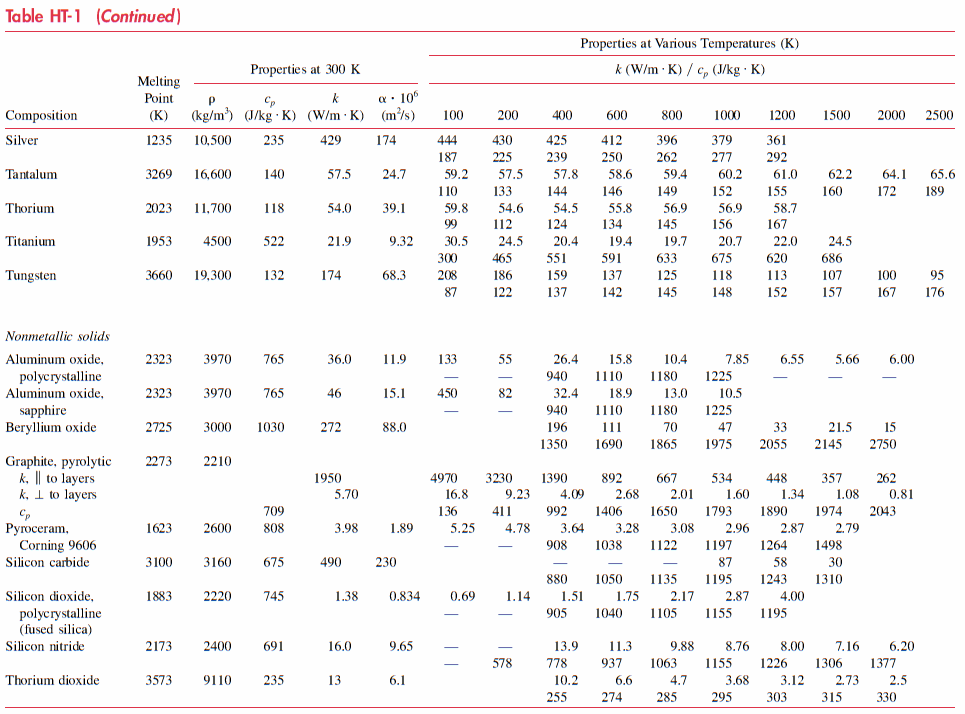 Table HT-1 (Continued)
Properties at Various Temperatures (K)
Properties at 300 K k (W/m · K) / cp (J/kg · K)
Melting
Point ρ cp k α · 10⁶
Composition (K) (kg/m³) (J/kg · K) (W/m · K) (m²/s) 100 200 400 600 800 1000 1200 1500 2000 2500
Silver 1235 10,500 235 429 174 444 430 425 412 396 379 361
187 225 239 250 262 277 292
Tantalum 3269 16,600 140 57.5 24.7 59.2 57.5 57.8 58.6 59.4 60.2 61.0 62.2 64.1 65.6
110 133 144 146 149 152 155 160 172 189
Thorium 2023 11,700 118 54.0 39.1 59.8 54.6 54.5 55.8 56.9 56.9 58.7
99 112 124 134 145 156 167
Titanium 1953 4500 522 21.9 9.32 30.5 24.5 20.4 19.4 19.7 20.7 22.0 24.5
300 465 551 591 633 675 620 686
Tungsten 3660 19,300 132 174 68.3 208 186 159 137 125 118 113 107 100 95
87 122 137 142 145 148 152 157 167 176
Nonmetallic solids
Aluminum oxide, 2323 3970 765 36.0 11.9 133 55 26.4 15.8 10.4 7.85 6.55 5.66 6.00
polycrystalline — — 940 1110 1180 1225 — — —
Aluminum oxide, 2323 3970 765 46 15.1 450 82 32.4 18.9 13.0 10.5
sapphire — — 940 1110 1180 1225
Beryllium oxide 2725 3000 1030 272 88.0 196 111 70 47 33 21.5 15
1350 1690 1865 1975 2055 2145 2750
Graphite, pyrolytic 2273 2210
k, ∥ to layers 1950 4970 3230 1390 892 667 534 448 357 262
k, ⊥ to layers 5.70 16.8 9.23 4.09 2.68 2.01 1.60 1.34 1.08 0.81
cp 709 136 411 992 1406 1650 1793 1890 1974 2043
Pyroceram, 1623 2600 808 3.98 1.89 5.25 4.78 3.64 3.28 3.08 2.96 2.87 2.79
Corning 9606 — — 908 1038 1122 1197 1264 1498
Silicon carbide 3100 3160 675 490 230 — — — 87 58 30
880 1050 1135 1195 1243 1310
Silicon dioxide, 1883 2220 745 1.38 0.834 0.69 1.14 1.51 1.75 2.17 2.87 4.00
polycrystalline — — 905 1040 1105 1155 1195
(fused silica)
Silicon nitride 2173 2400 691 16.0 9.65 — — 13.9 11.3 9.88 8.76 8.00 7.16 6.20
— 578 778 937 1063 1155 1226 1306 1377
Thorium dioxide 3573 9110 235 13 6.1 10.2 6.6 4.7 3.68 3.12 2.73 2.5
255 274 285 295 303 315 330